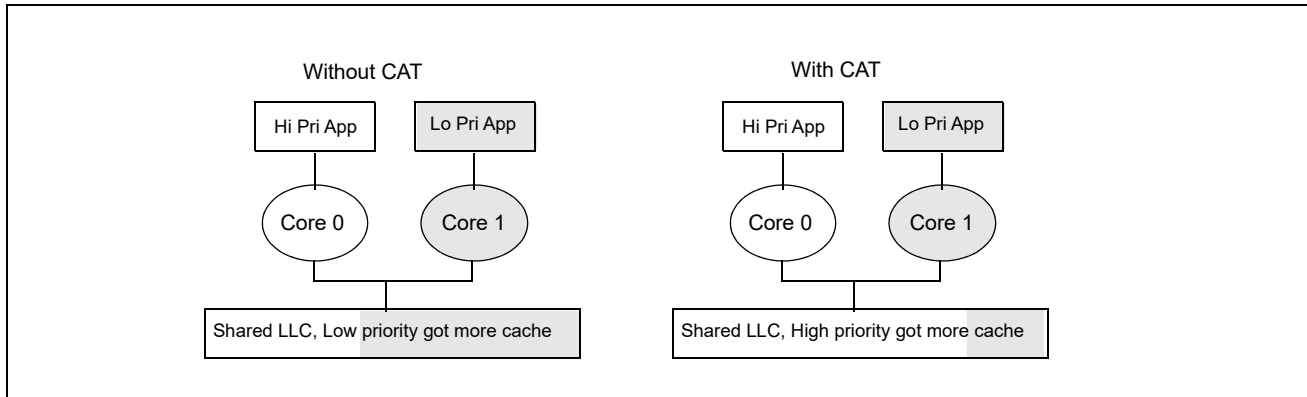 Without CAT
Hi Pri App
Lo Pri App
Core 0
Core 1
Shared LLC, Low priority got more cache
With CAT
Hi Pri App
Lo Pri App
Core 0
Core 1
Shared LLC, High priority got more cache